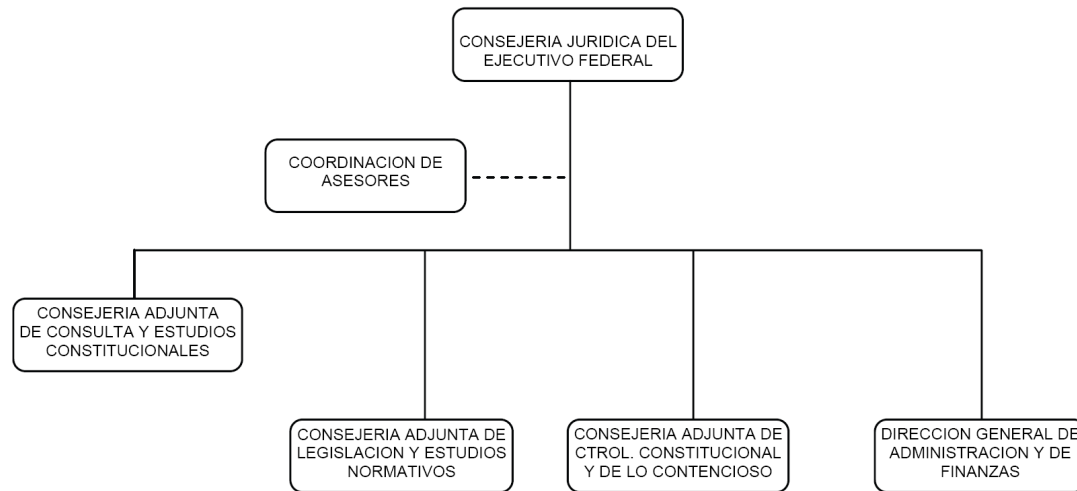 CONSEJERIA JURIDICA DEL
EJECUTIVO FEDERAL
COORDINACION DE
ASESORES
CONSEJERIA ADJUNTA
DE CONSULTA Y ESTUDIOS
CONSTITUCIONALES
CONSEJERIA ADJUNTA DE
LEGISLACION Y ESTUDIOS
NORMATIVOS
CONSEJERIA ADJUNTA DE
CTROL. CONSTITUCIONAL
Y DE LO CONTENCIOSO
DIRECCION GENERAL DE
ADMINISTRACION Y DE
FINANZAS